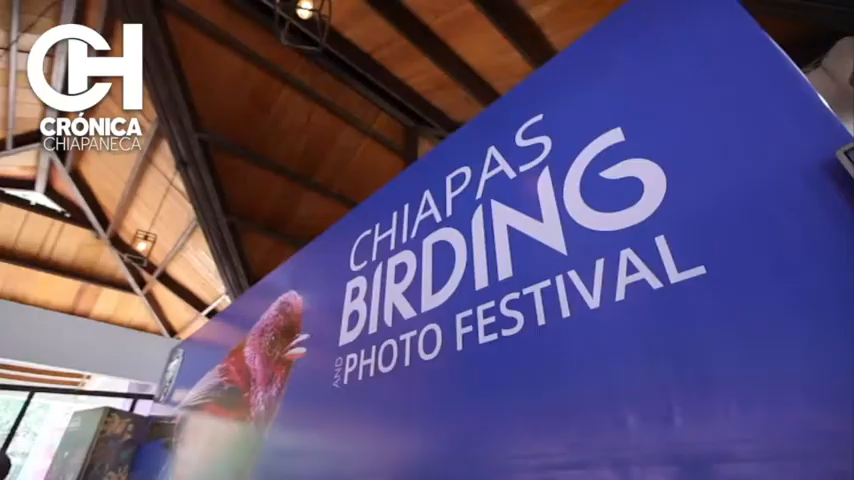 CH
CRÓNICA
CHIAPANECA
CHIAPAS
BIRDING
AND PHOTO FESTIVAL